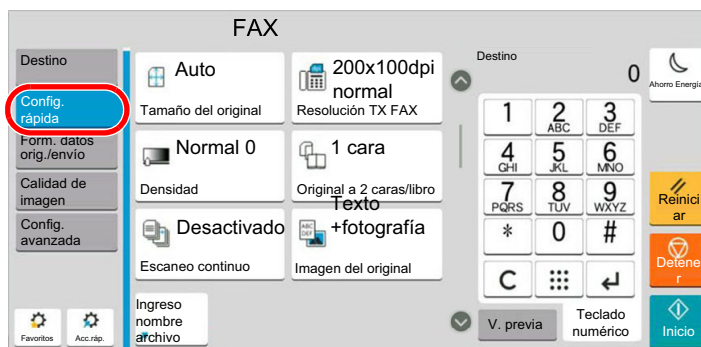 FAX
Destino
Config.
rápida
Form. datos
orig./envío
Calidad de
imagen
Config.
avanzada
Favoritos
Acc.ráp.
Auto
Tamaño del original
200x100dpi
normal
Resolución TX FAX
Normal 0
Densidad
1 cara
Original a 2 caras/libro
Desactivado
Escaneo continuo
Texto
+fotografía
Imagen del original
Ingreso
nombre
archivo
Destino
0
1
2
ABC
3
DEF
4
GHI
5
JKL
6
MNO
7
PQRS
8
TUV
9
WXYZ
*
0
#
C
V. previa
Teclado
numérico
Ahorro Energía
Reinici
ar
Detene
r
Inicio